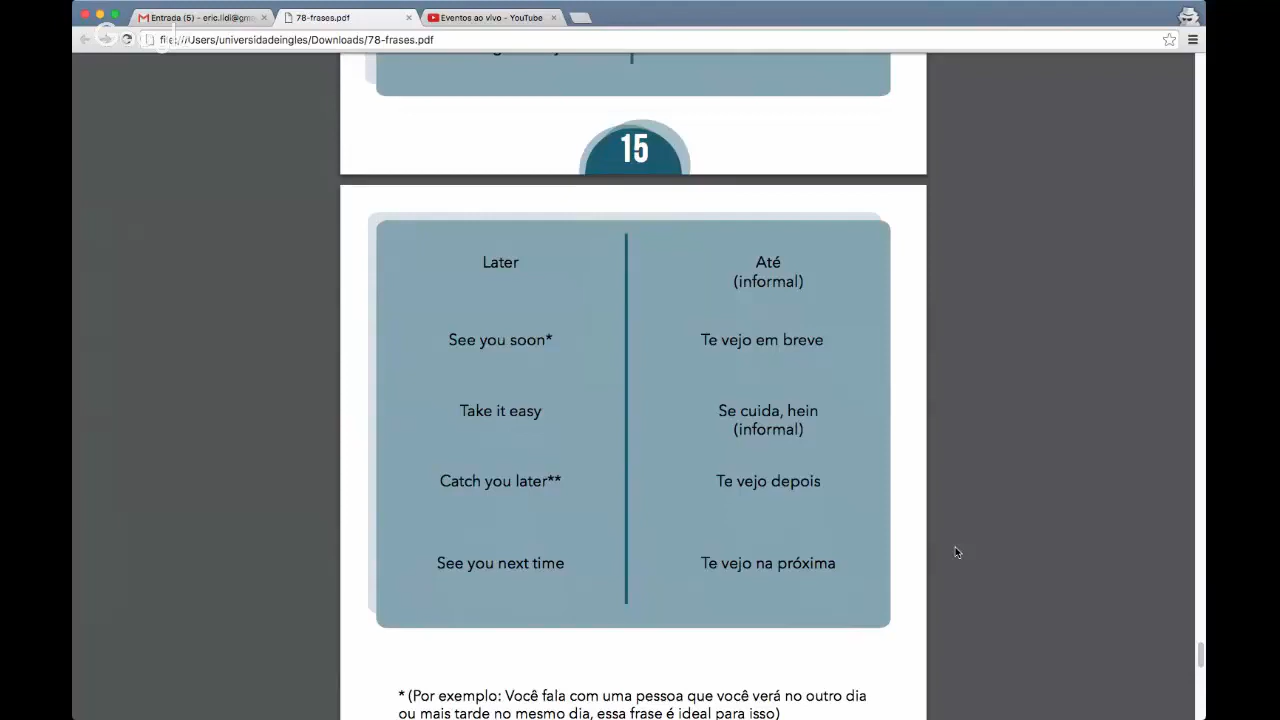 Entrada (5) - eric.lidi@gm
78-frases.pdf
Eventos ao vivo - YouTube
file:///Users/universidadeingles/Downloads/78-frases.pdf
15
Later
Até
(informal)
See you soon*
Te vejo em breve
Take it easy
Se cuida, hein
(informal)
Catch you later**
Te vejo depois
See you next time
Te vejo na próxima
* (Por exemplo: Você fala com uma pessoa que você verá no outro dia
ou mais tarde no mesmo dia, essa frase é ideal para isso)